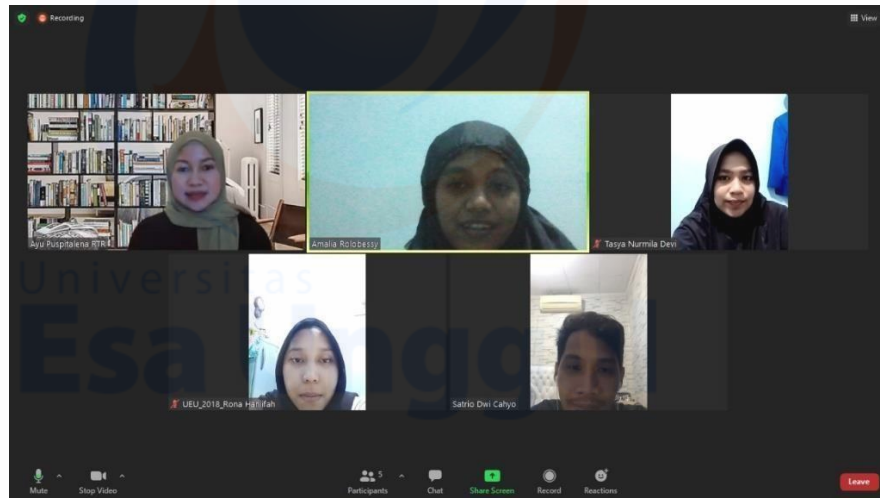 Recording
View
Ayu Puspitalena RTR
Amalia Rolobessy
Tasya Nurmila Devi
Universitas
Esa Unggul
UEU_2018_Rona Hanifah
Satrio Dwi Cahyo
Mute
Stop Video
Participants
5
Chat
Share Screen
Record
Reactions
Leave